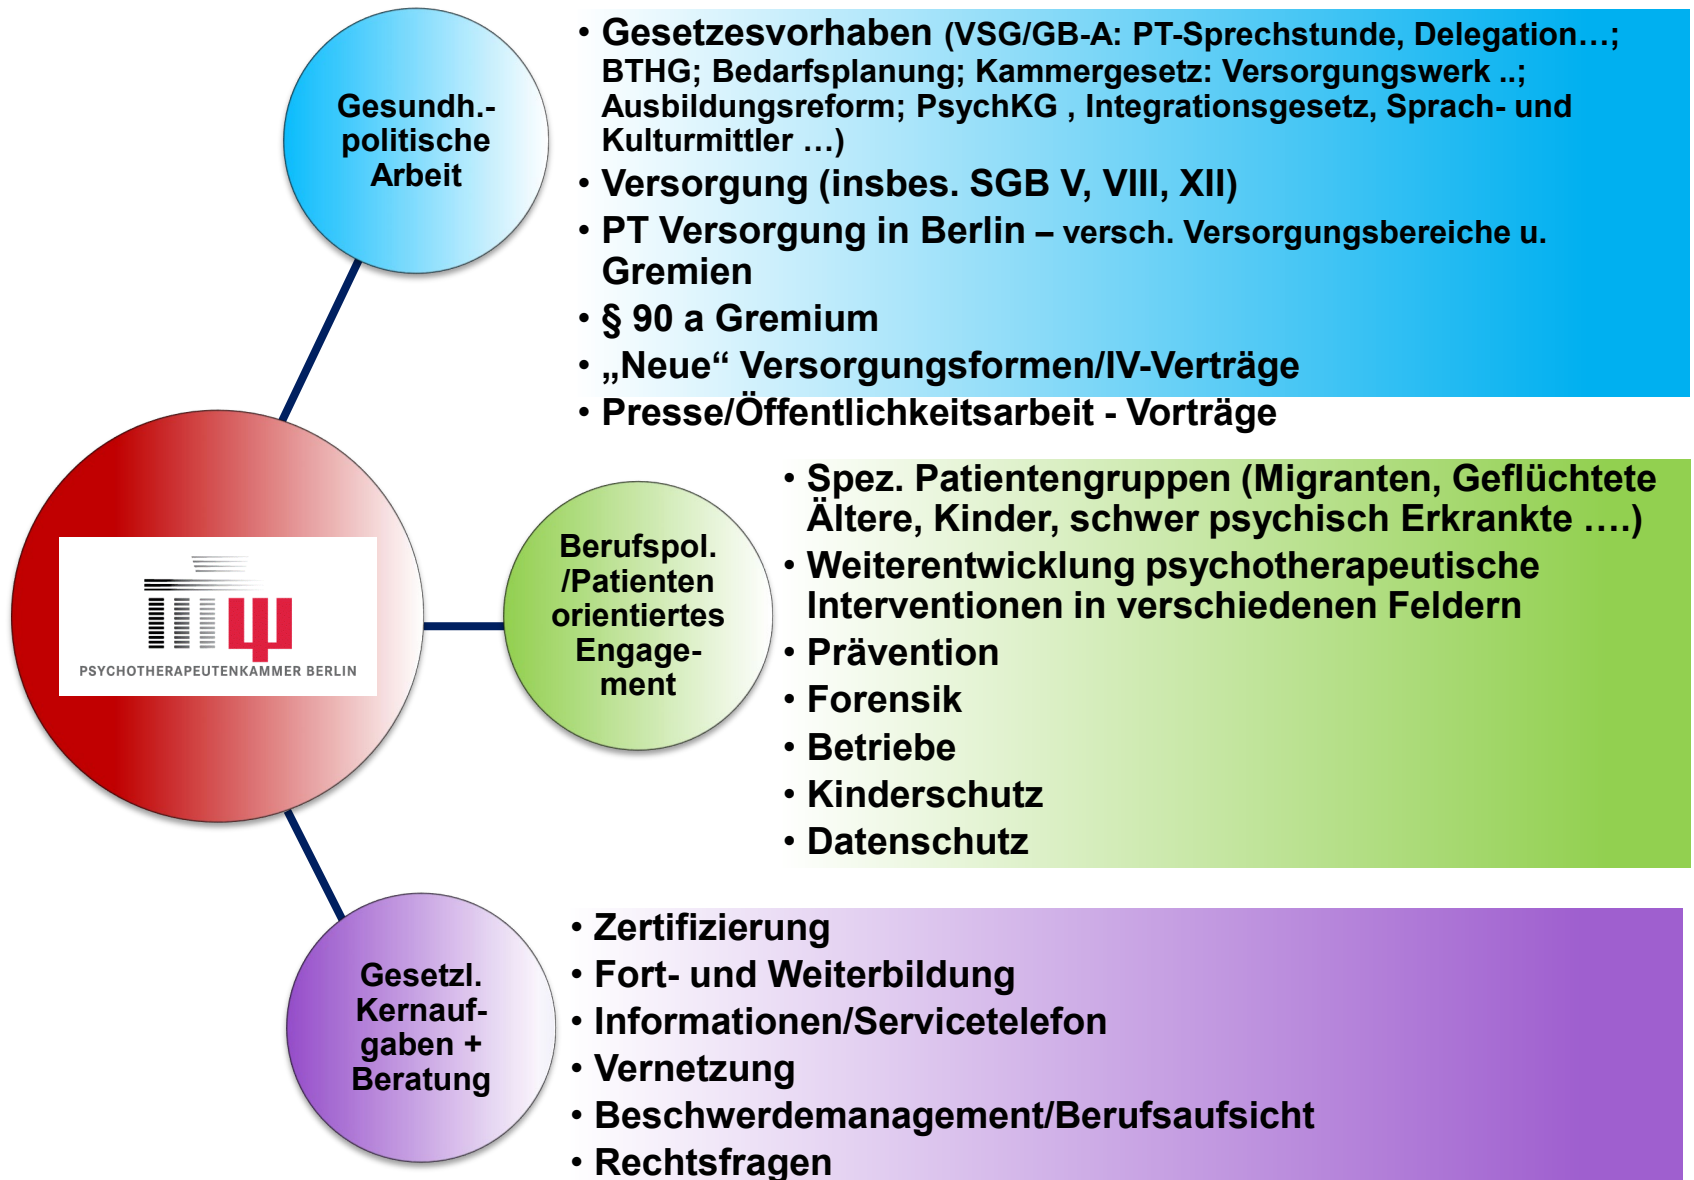 Gesundh.-
politische
Arbeit
• Gesetzesvorhaben (VSG/GB-A: PT-Sprechstunde, Delegation…;
BTHG; Bedarfsplanung; Kammergesetz: Versorgungswerk ..;
Ausbildungsreform; PsychKG , Integrationsgesetz, Sprach- und
Kulturmittler …)
• Versorgung (insbes. SGB V, VIII, XII)
• PT Versorgung in Berlin – versch. Versorgungsbereiche u.
Gremien
• § 90 a Gremium
• „Neue“ Versorgungsformen/IV-Verträge
• Presse/Öffentlichkeitsarbeit - Vorträge
PSYCHOTHERAPEUTENKAMMER BERLIN
Berufspol.
/Patienten
orientiertes
Engage-
ment
• Spez. Patientengruppen (Migranten, Geflüchtete
Ältere, Kinder, schwer psychisch Erkrankte ….)
• Weiterentwicklung psychotherapeutische
Interventionen in verschiedenen Feldern
• Prävention
• Forensik
• Betriebe
• Kinderschutz
• Datenschutz
Gesetzl.
Kernauf-
gaben +
Beratung
• Zertifizierung
• Fort- und Weiterbildung
• Informationen/Servicetelefon
• Vernetzung
• Beschwerdemanagement/Berufsaufsicht
• Rechtsfragen